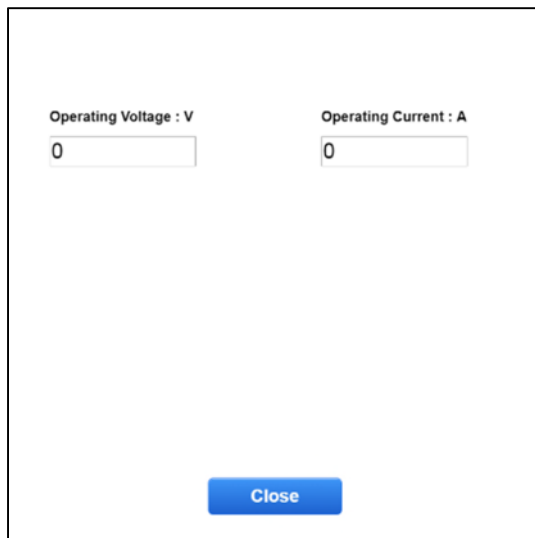 Operating Voltage : V
Operating Current : A
0
0
Close